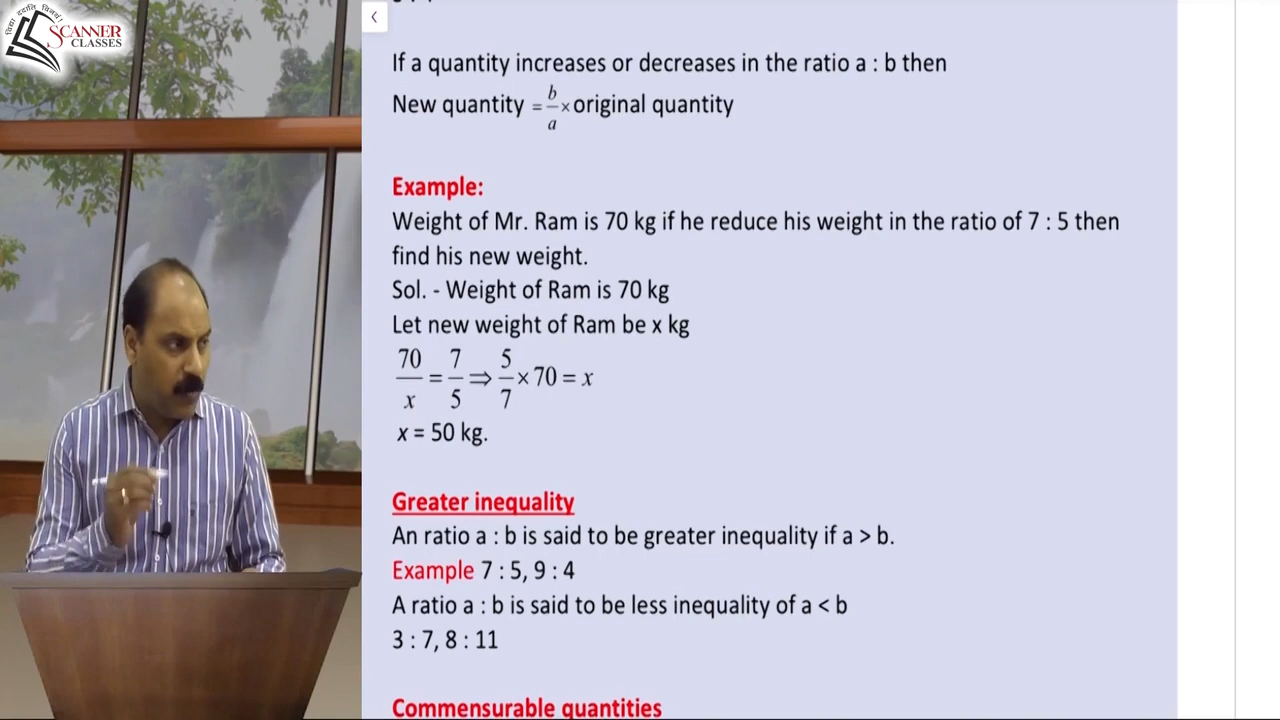 विद्या ददाति विनयं।
SCANNER
CLASSES
If a quantity increases or decreases in the ratio a : b then
New quantity = b/a × original quantity
Example:
Weight of Mr. Ram is 70 kg if he reduce his weight in the ratio of 7 : 5 then
find his new weight.
Sol. - Weight of Ram is 70 kg
Let new weight of Ram be x kg
70/x = 7/5 ⇒ 5/7 × 70 = x
x = 50 kg.
Greater inequality
An ratio a : b is said to be greater inequality if a > b.
Example 7 : 5, 9 : 4
A ratio a : b is said to be less inequality of a < b
3 : 7, 8 : 11
Commensurable quantities